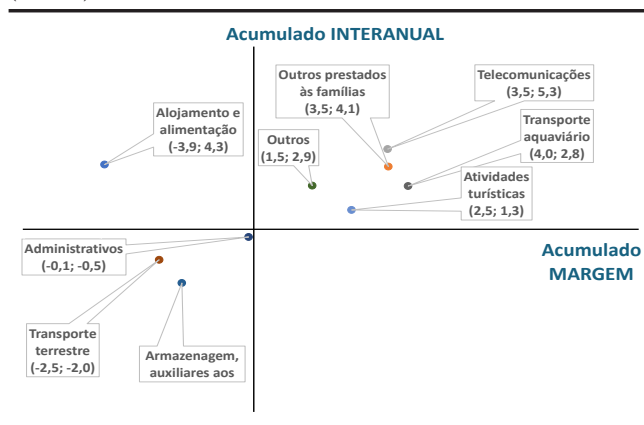 Acumulado INTERANUAL
Outros prestados
às famílias
(3,5; 4,1)
Telecomunicações
(3,5; 5,3)
Alojamento e
alimentação
(-3,9; 4,3)
Transporte
aquaviário
(4,0; 2,8)
Outros
(1,5; 2,9)
Atividades
turísticas
(2,5; 1,3)
Administrativos
(-0,1; -0,5)
Acumulado
MARGEM
Transporte
terrestre
(-2,5; -2,0)
Armazenagem,
auxiliares aos